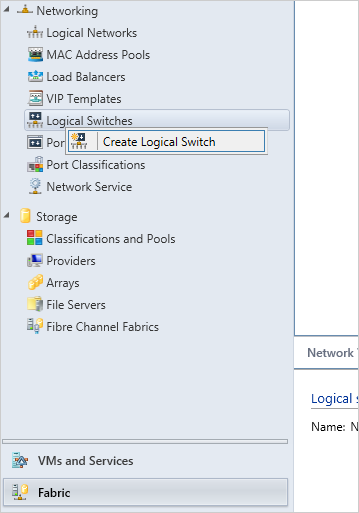 Networking
Logical Networks
MAC Address Pools
Load Balancers
VIP Templates
Logical Switches
Create Logical Switch
Port Classifications
Network Service
Storage
Classifications and Pools
Providers
Arrays
File Servers
Fibre Channel Fabrics
Network
Logical
Name:
VMs and Services
Fabric